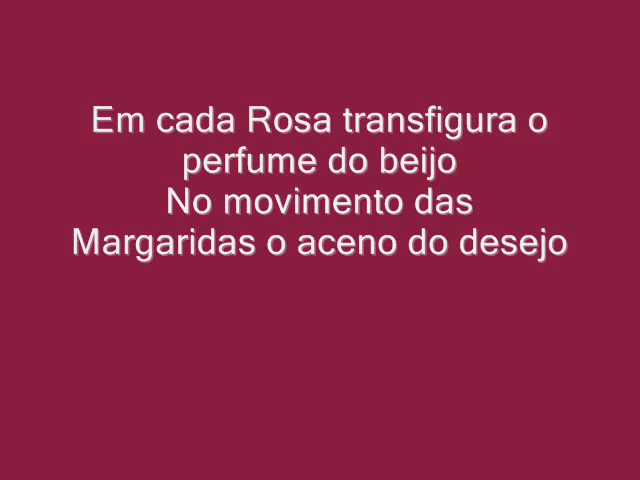 Em cada Rosa transfigura o
perfume do beijo
No movimento das
Margaridas o aceno do desejo